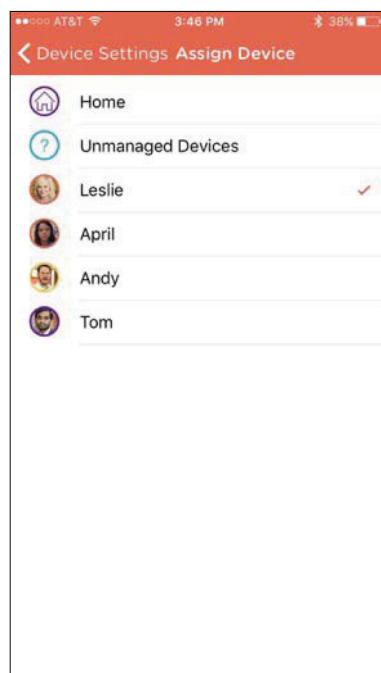 ●●○○○ AT&T 3:46 PM 38%
Device Settings Assign Device
Home
? Unmanaged Devices
Leslie
April
Andy
Tom